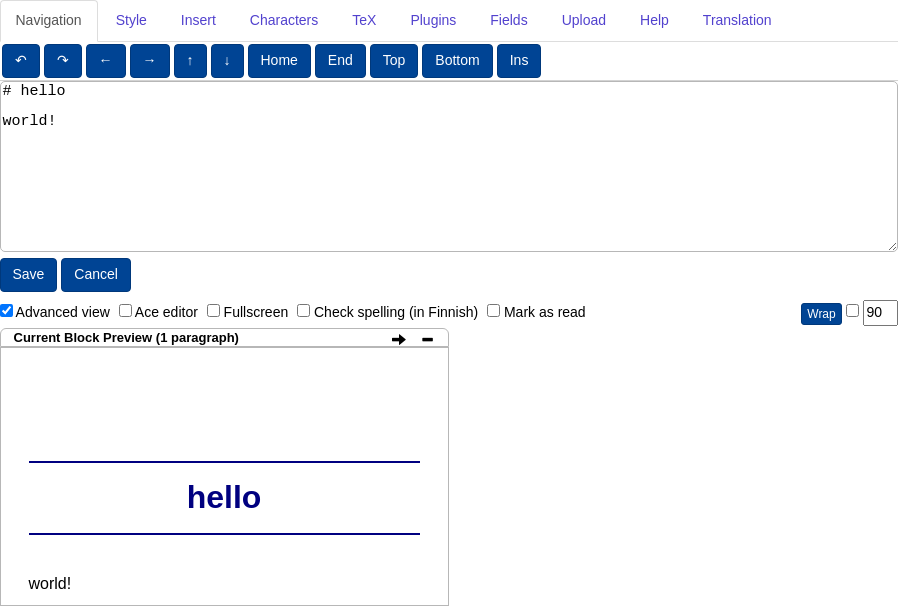 Navigation Style Insert Characters TeX Plugins Fields Upload Help Translation
↶ ↷ ← → ↑ ↓ Home End Top Bottom Ins
# hello
world!
Save Cancel
Advanced view Ace editor Fullscreen Check spelling (in Finnish) Mark as read Wrap 90
Current Block Preview (1 paragraph)
hello
world!